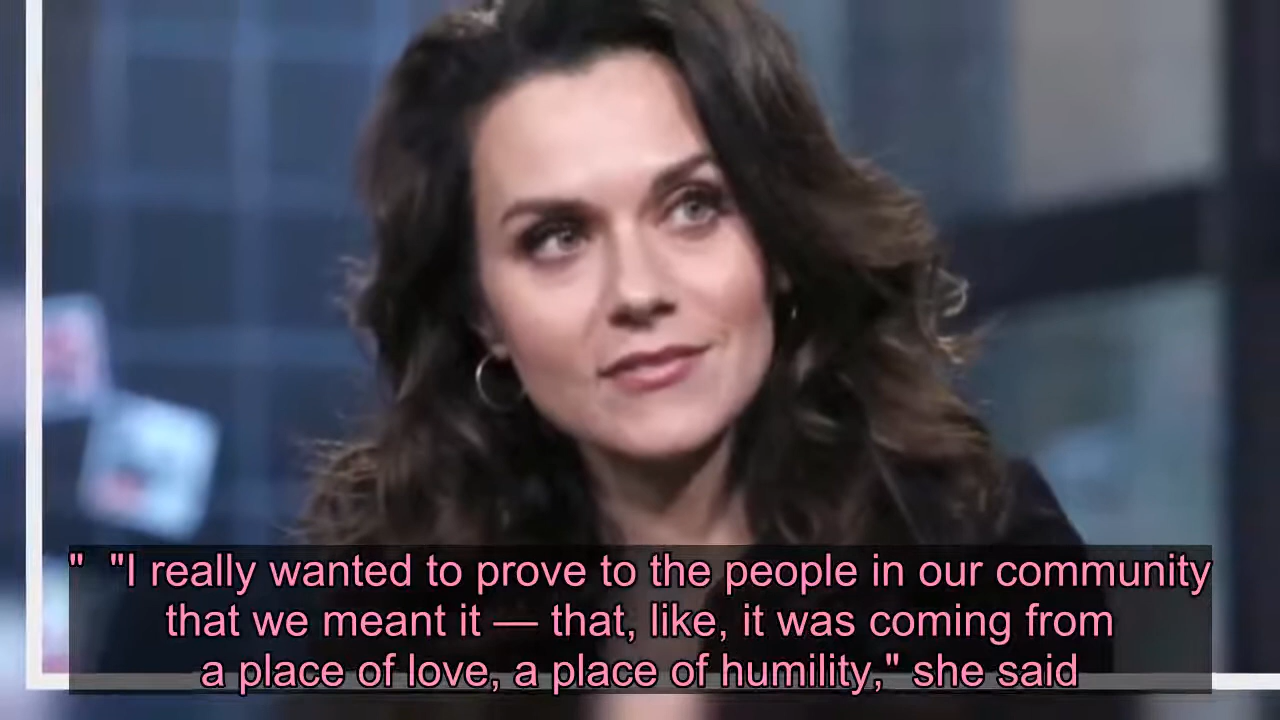 " "I really wanted to prove to the people in our community
that we meant it — that, like, it was coming from
a place of love, a place of humility," she said